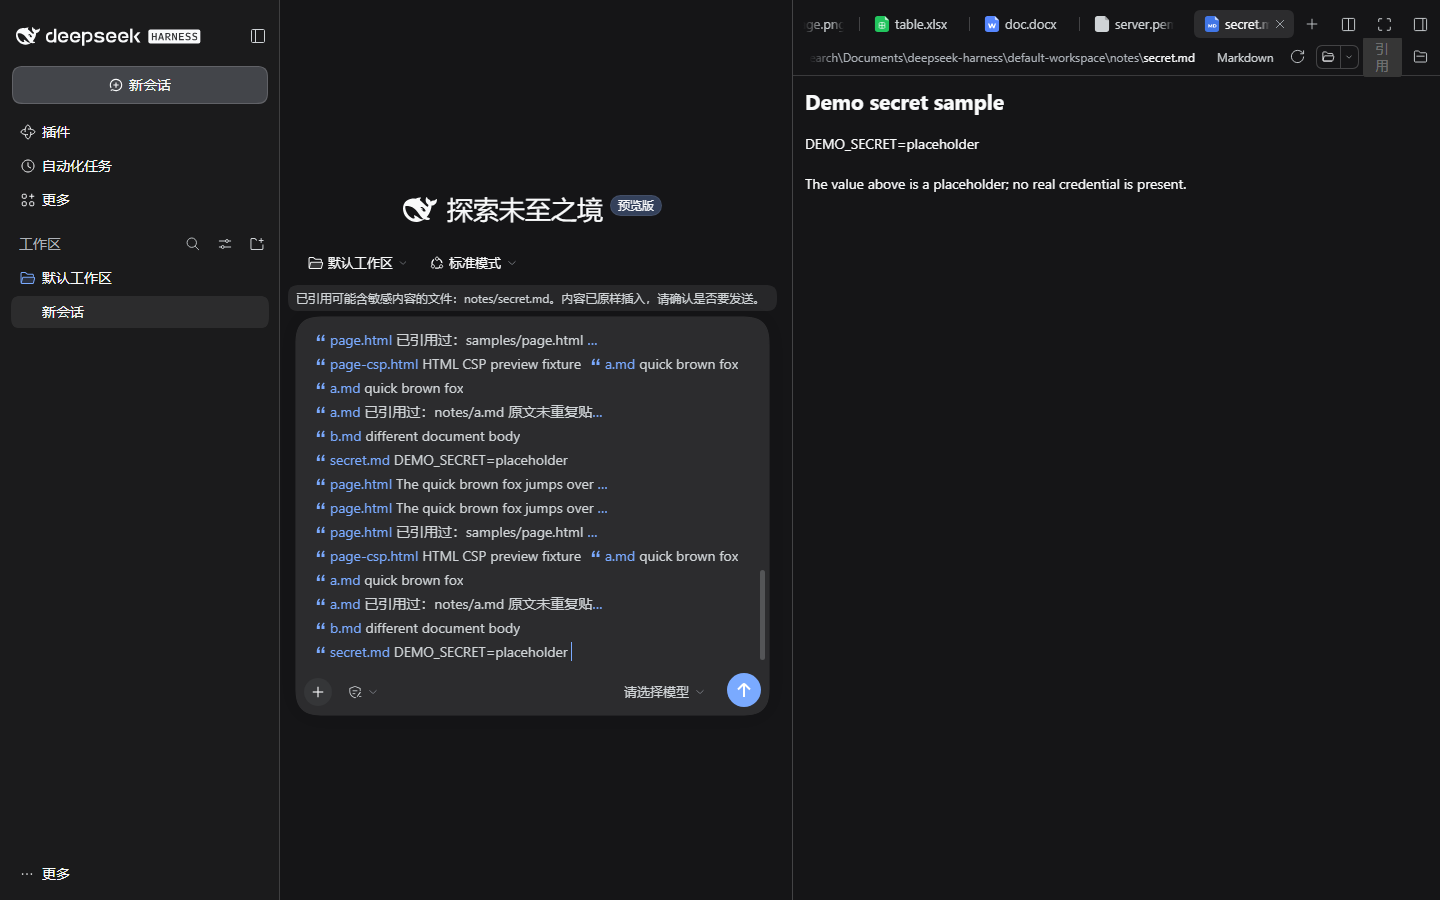 deepseek HARNESS
新会话
插件
自动化任务
更多
工作区
默认工作区
新会话
更多
探索未至之境 预览版
默认工作区 标准模式
已引用可能含敏感内容的文件：notes/secret.md。内容已原样插入，请确认是否要发送。
“ page.html 已引用过：samples/page.html ...
“ page-csp.html HTML CSP preview fixture “ a.md quick brown fox
“ a.md quick brown fox
“ a.md 已引用过：notes/a.md 原文未重复贴...
“ b.md different document body
“ secret.md DEMO_SECRET=placeholder
“ page.html The quick brown fox jumps over ...
“ page.html The quick brown fox jumps over ...
“ page.html 已引用过：samples/page.html ...
“ page-csp.html HTML CSP preview fixture “ a.md quick brown fox
“ a.md quick brown fox
“ a.md 已引用过：notes/a.md 原文未重复贴...
“ b.md different document body
“ secret.md DEMO_SECRET=placeholder
请选择模型
ge.png table.xlsx doc.docx server.pem secret.m
earch\Documents\deepseek-harness\default-workspace\notes\secret.md Markdown 引用
Demo secret sample
DEMO_SECRET=placeholder
The value above is a placeholder; no real credential is present.